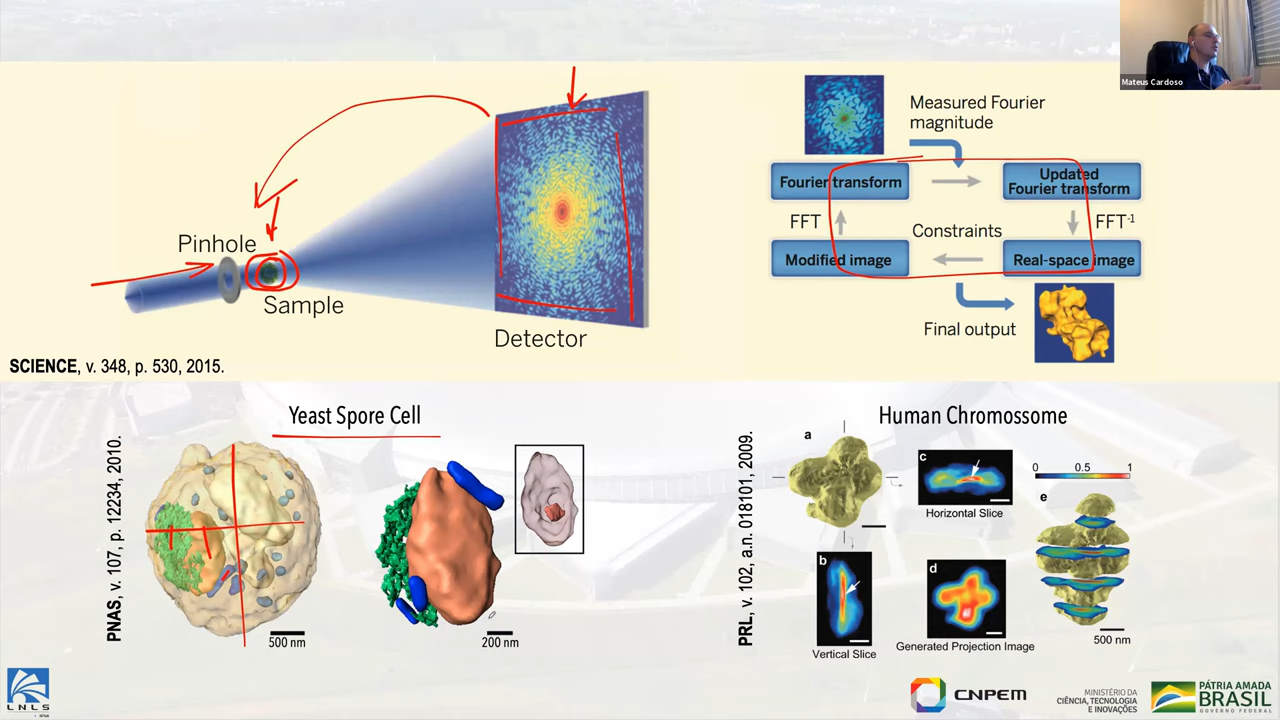 Mateus Cardoso
Pinhole
Sample
Detector
SCIENCE, v. 348, p. 530, 2015.
Measured Fourier
magnitude
Fourier transform
Updated
Fourier transform
FFT
FFT-1
Constraints
Modified image
Real-space image
Final output
Yeast Spore Cell
PNAS, v. 107, p. 12234, 2010.
500 nm
200 nm
Human Chromossome
PRL, v. 102, a.n. 018101, 2009.
a
c
Horizontal Slice
0 0.5 1
e
b
Vertical Slice
d
Generated Projection Image
500 nm
LNLS
CNPEM
MINISTÉRIO DA
CIÊNCIA, TECNOLOGIA
E INOVAÇÕES
PÁTRIA AMADA
BRASIL
GOVERNO FEDERAL